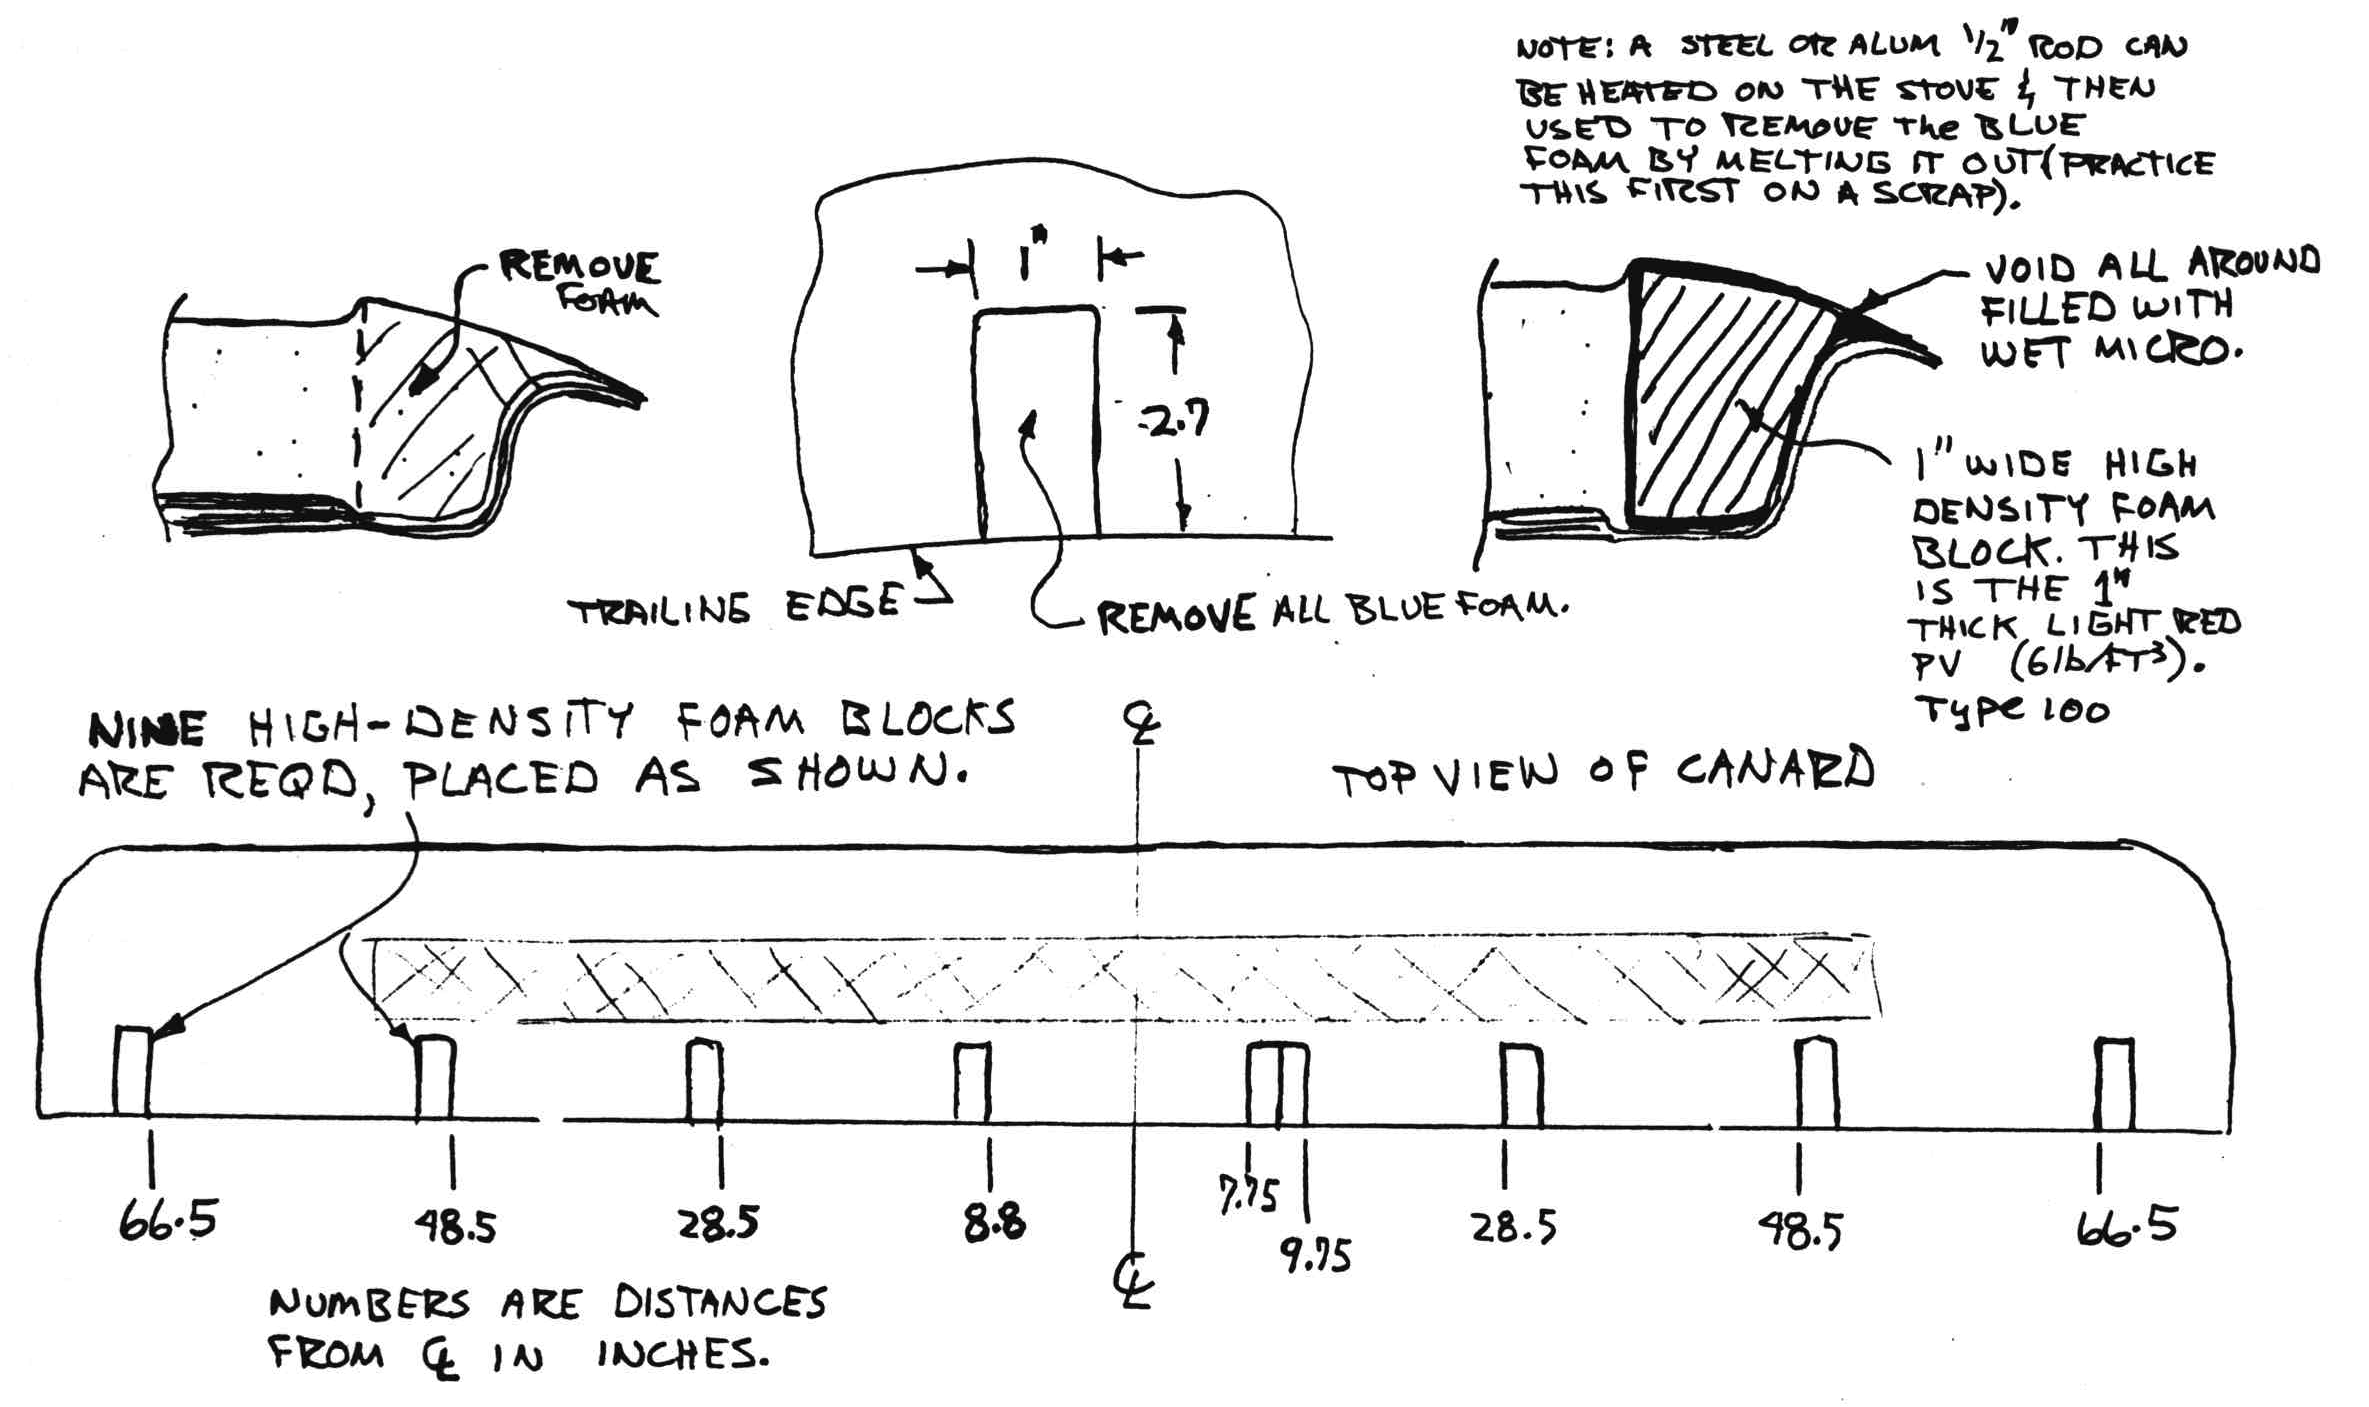 NOTE: A STEEL OR ALUM 1/2" ROD CAN
BE HEATED ON THE STOVE & THEN
USED TO REMOVE The BLUE
FOAM BY MELTING IT OUT (PRACTICE
THIS FIRST ON A SCRAP).
REMOVE
FOAM
1"
2.7
TRAILING EDGE
REMOVE ALL BLUE FOAM.
VOID ALL AROUND
FILLED WITH
WET MICRO.
1" WIDE HIGH
DENSITY FOAM
BLOCK. THIS
IS THE 1"
THICK LIGHT RED
PV (6lb/FT³).
Type 100
NINE HIGH-DENSITY FOAM BLOCKS
ARE REQD, PLACED AS SHOWN.
℄
TOP VIEW OF CANARD
66.5
48.5
28.5
8.8
7.75
9.75
28.5
48.5
66.5
℄
NUMBERS ARE DISTANCES
FROM ℄ IN INCHES.